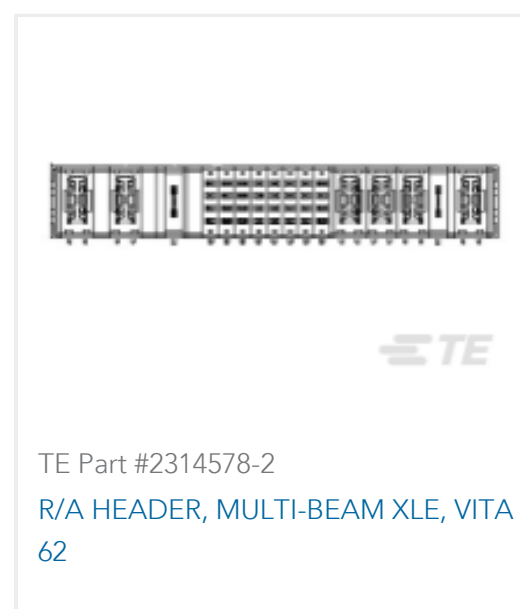 TE
TE Part #2314578-2
R/A HEADER, MULTI-BEAM XLE, VITA
62